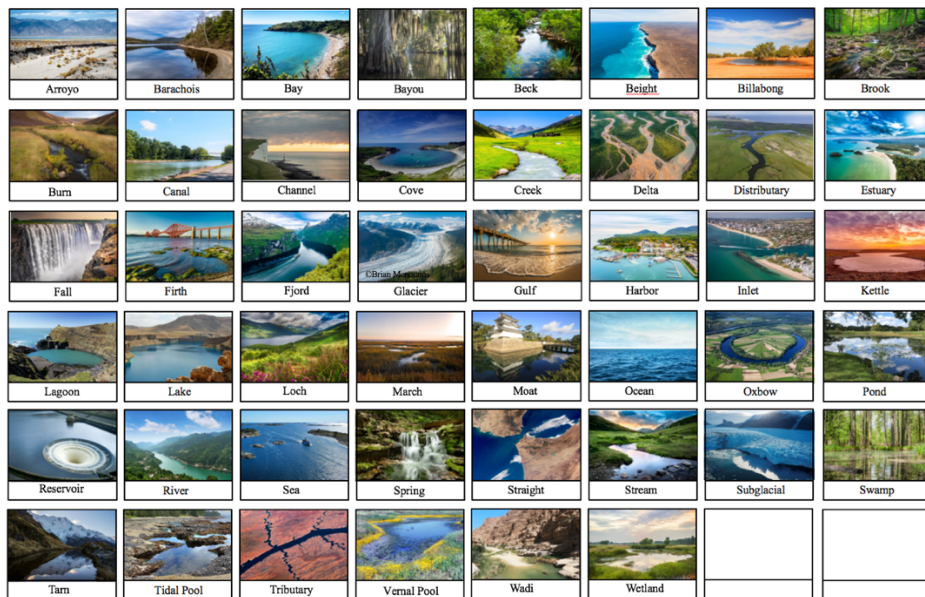 Arroyo
Barachois
Bay
Bayou
Beck
Beight
Billabong
Brook
Burn
Canal
Channel
Cove
Creek
Delta
Distributary
Estuary
Fall
Firth
Fjord
©Brian
Glacier
Gulf
Harbor
Inlet
Kettle
Lagoon
Lake
Loch
March
Moat
Ocean
Oxbow
Pond
Reservoir
River
Sea
Spring
Straight
Stream
Subglacial
Swamp
Tarn
Tidal Pool
Tributary
Vernal Pool
Wadi
Wetland